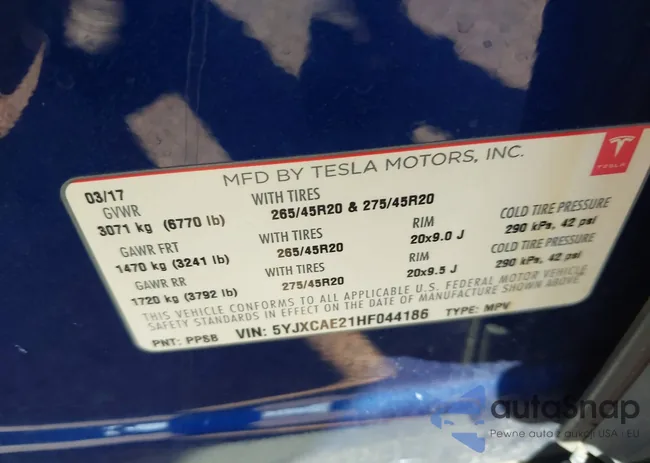 MFD BY TESLA MOTORS, INC.
TESLA
03/17
GVWR WITH TIRES COLD TIRE PRESSURE
3071 kg (6770 lb) 265/45R20 & 275/45R20
GAWR FRT WITH TIRES RIM 290 kPa, 42 psi
1470 kg (3241 lb) 265/45R20 20x9.0 J COLD TIRE PRESSURE
GAWR RR WITH TIRES RIM 290 kPa, 42 psi
1720 kg (3792 lb) 275/45R20 20x9.5 J
THIS VEHICLE CONFORMS TO ALL APPLICABLE U.S. FEDERAL MOTOR VEHICLE
SAFETY STANDARDS IN EFFECT ON THE DATE OF MANUFACTURE SHOWN ABOVE
PNT: PPSB VIN: 5YJXCAE21HF044186 TYPE: MPV
autoSnap
Pewne auto z aukcji USA · EU